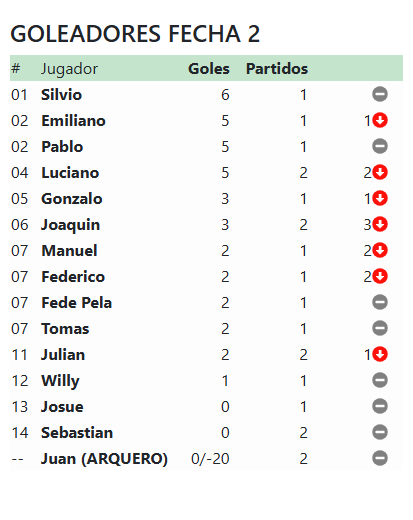 GOLEADORES FECHA 2
# Jugador Goles Partidos
01 Silvio 6 1
02 Emiliano 5 1 1
02 Pablo 5 1
04 Luciano 5 2 2
05 Gonzalo 3 1 1
06 Joaquin 3 2 3
07 Manuel 2 1 2
07 Federico 2 1 2
07 Fede Pela 2 1
07 Tomas 2 1
11 Julian 2 2 1
12 Willy 1 1
13 Josue 0 1
14 Sebastian 0 2
-- Juan (ARQUERO) 0/-20 2